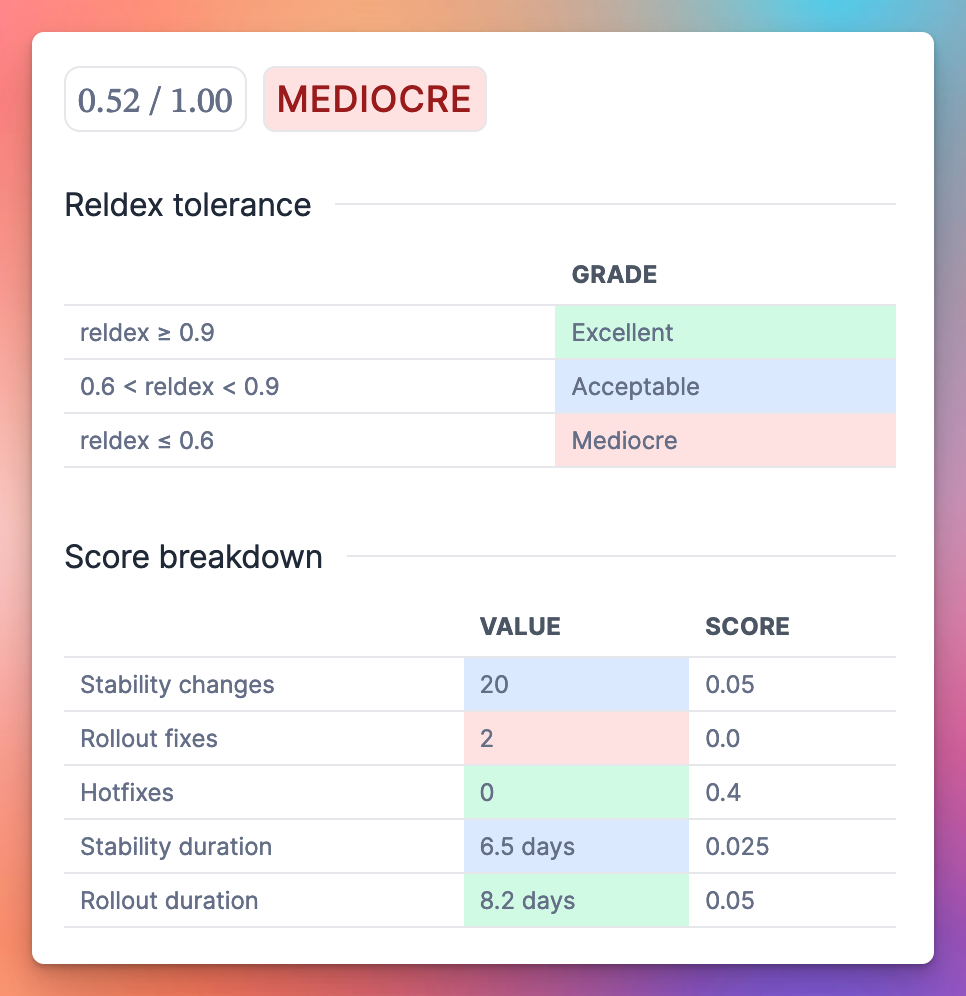 0.52 / 1.00 MEDIOCRE
Reldex tolerance
GRADE
reldex ≥ 0.9 Excellent
0.6 < reldex < 0.9 Acceptable
reldex ≤ 0.6 Mediocre
Score breakdown
VALUE SCORE
Stability changes 20 0.05
Rollout fixes 2 0.0
Hotfixes 0 0.4
Stability duration 6.5 days 0.025
Rollout duration 8.2 days 0.05